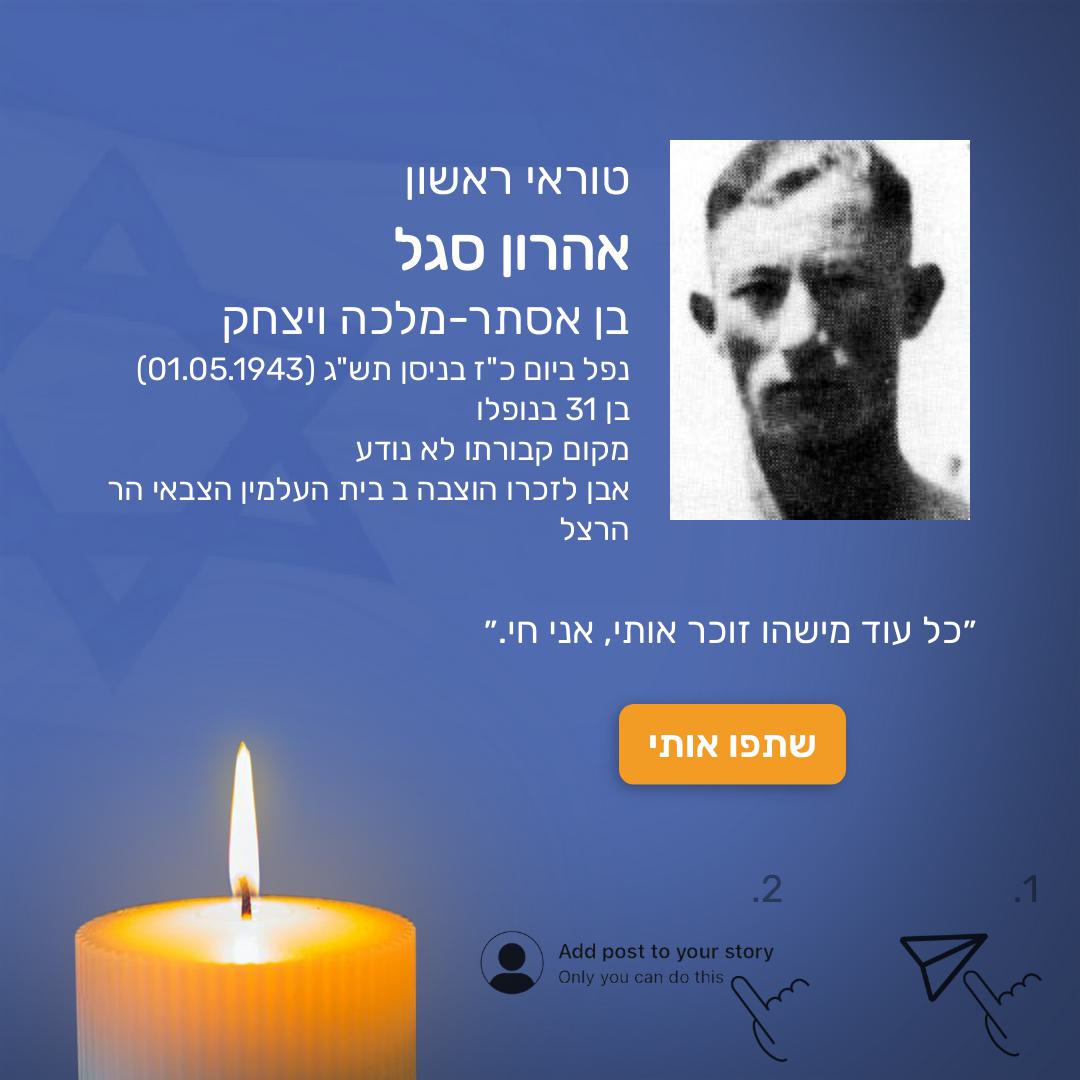 טוראי ראשון
אהרון סגל
בן אסתר-מלכה ויצחק
נפל ביום כ"ז בניסן תש"ג (01.05.1943)
בן 31 בנופלו
מקום קבורתו לא נודע
אבן לזכרו הוצבה ב בית העלמין הצבאי הר
הרצל
״כל עוד מישהו זוכר אותי, אני חי.״
שתפו אותי
1.
2.
Add post to your story
Only you can do this